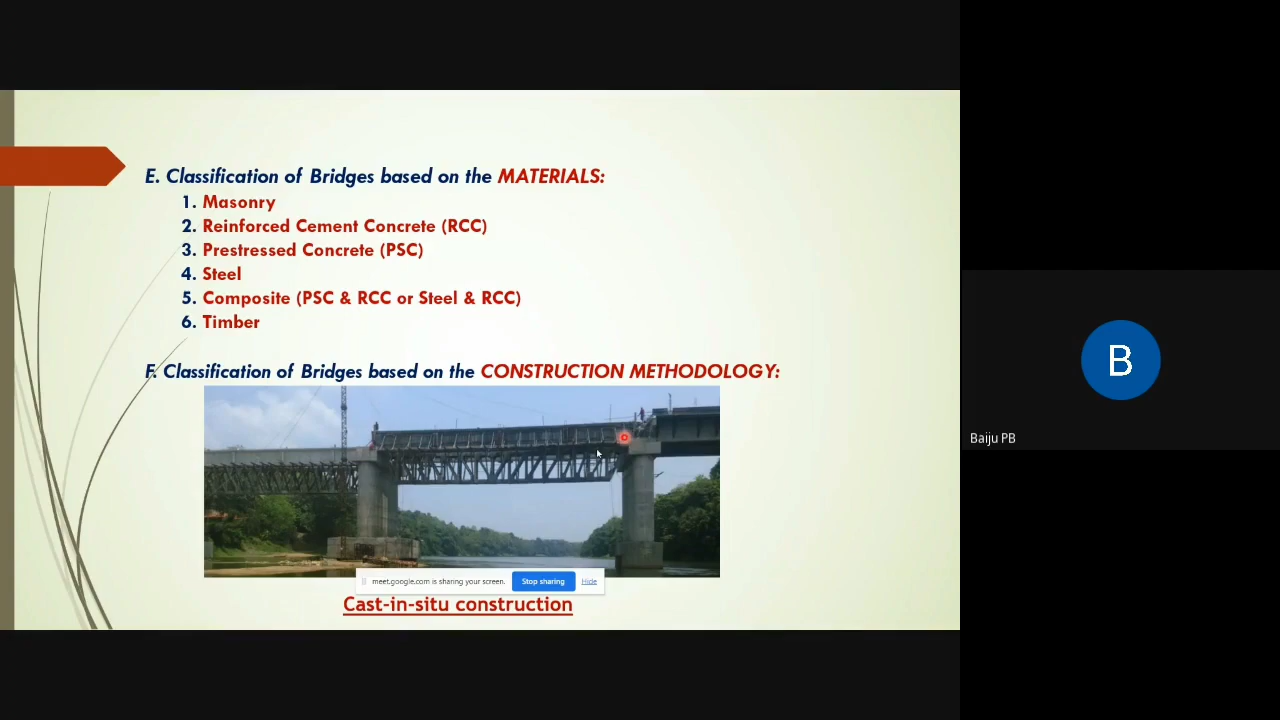 E. Classification of Bridges based on the MATERIALS:
1. Masonry
2. Reinforced Cement Concrete (RCC)
3. Prestressed Concrete (PSC)
4. Steel
5. Composite (PSC & RCC or Steel & RCC)
6. Timber
F. Classification of Bridges based on the CONSTRUCTION METHODOLOGY:
meet.google.com is sharing your screen. Stop sharing Hide
Cast-in-situ construction
B
Baiju PB